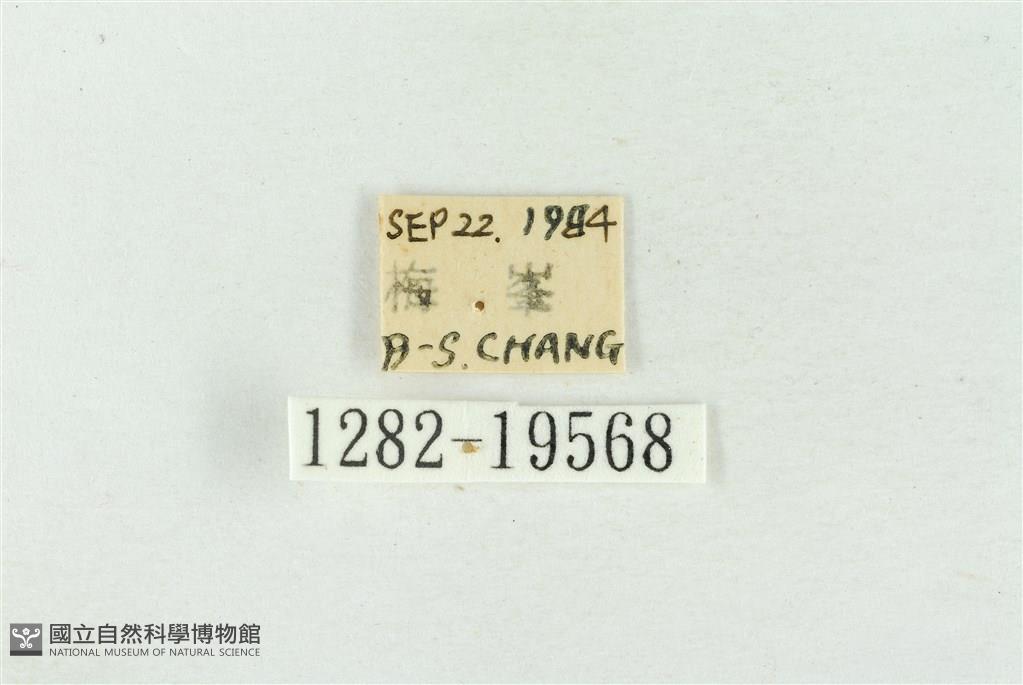 SEP 22. 1984
梅 峯
B-S. CHANG
1282-19568
國立自然科學博物館
NATIONAL MUSEUM OF NATURAL SCIENCE